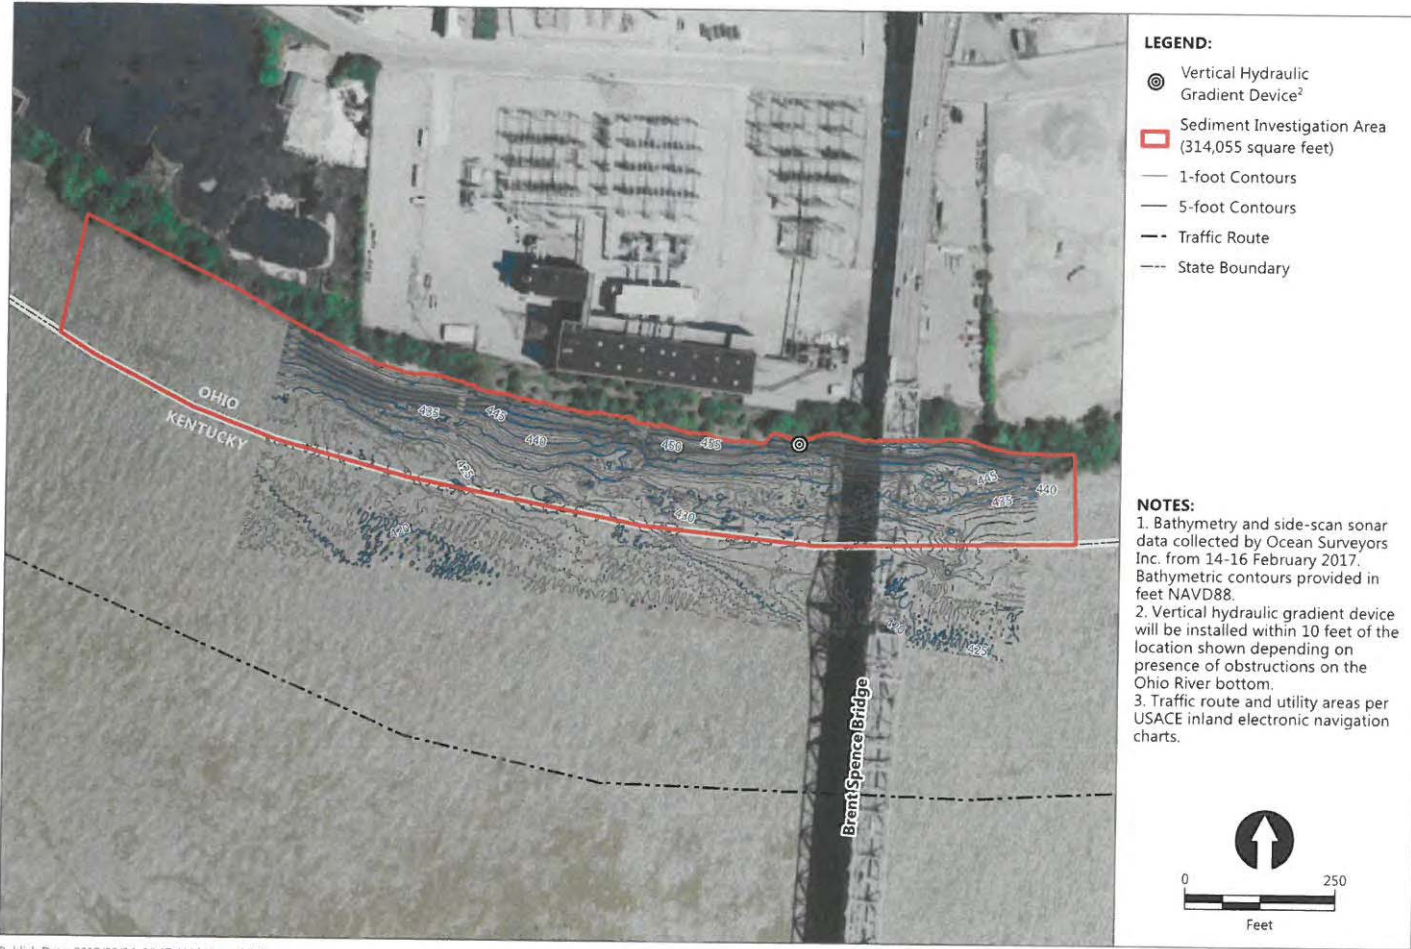 LEGEND:
Vertical Hydraulic
Gradient Device²
Sediment Investigation Area
(314,055 square feet)
1-foot Contours
5-foot Contours
Traffic Route
State Boundary
OHIO
KENTUCKY
435
445
440
450
455
425
430
445
435
440
425
Brent Spence Bridge
NOTES:
1. Bathymetry and side-scan sonar
data collected by Ocean Surveyors
Inc. from 14-16 February 2017.
Bathymetric contours provided in
feet NAVD88.
2. Vertical hydraulic gradient device
will be installed within 10 feet of the
location shown depending on
presence of obstructions on the
Ohio River bottom.
3. Traffic route and utility areas per
USACE inland electronic navigation
charts.
0
250
Feet